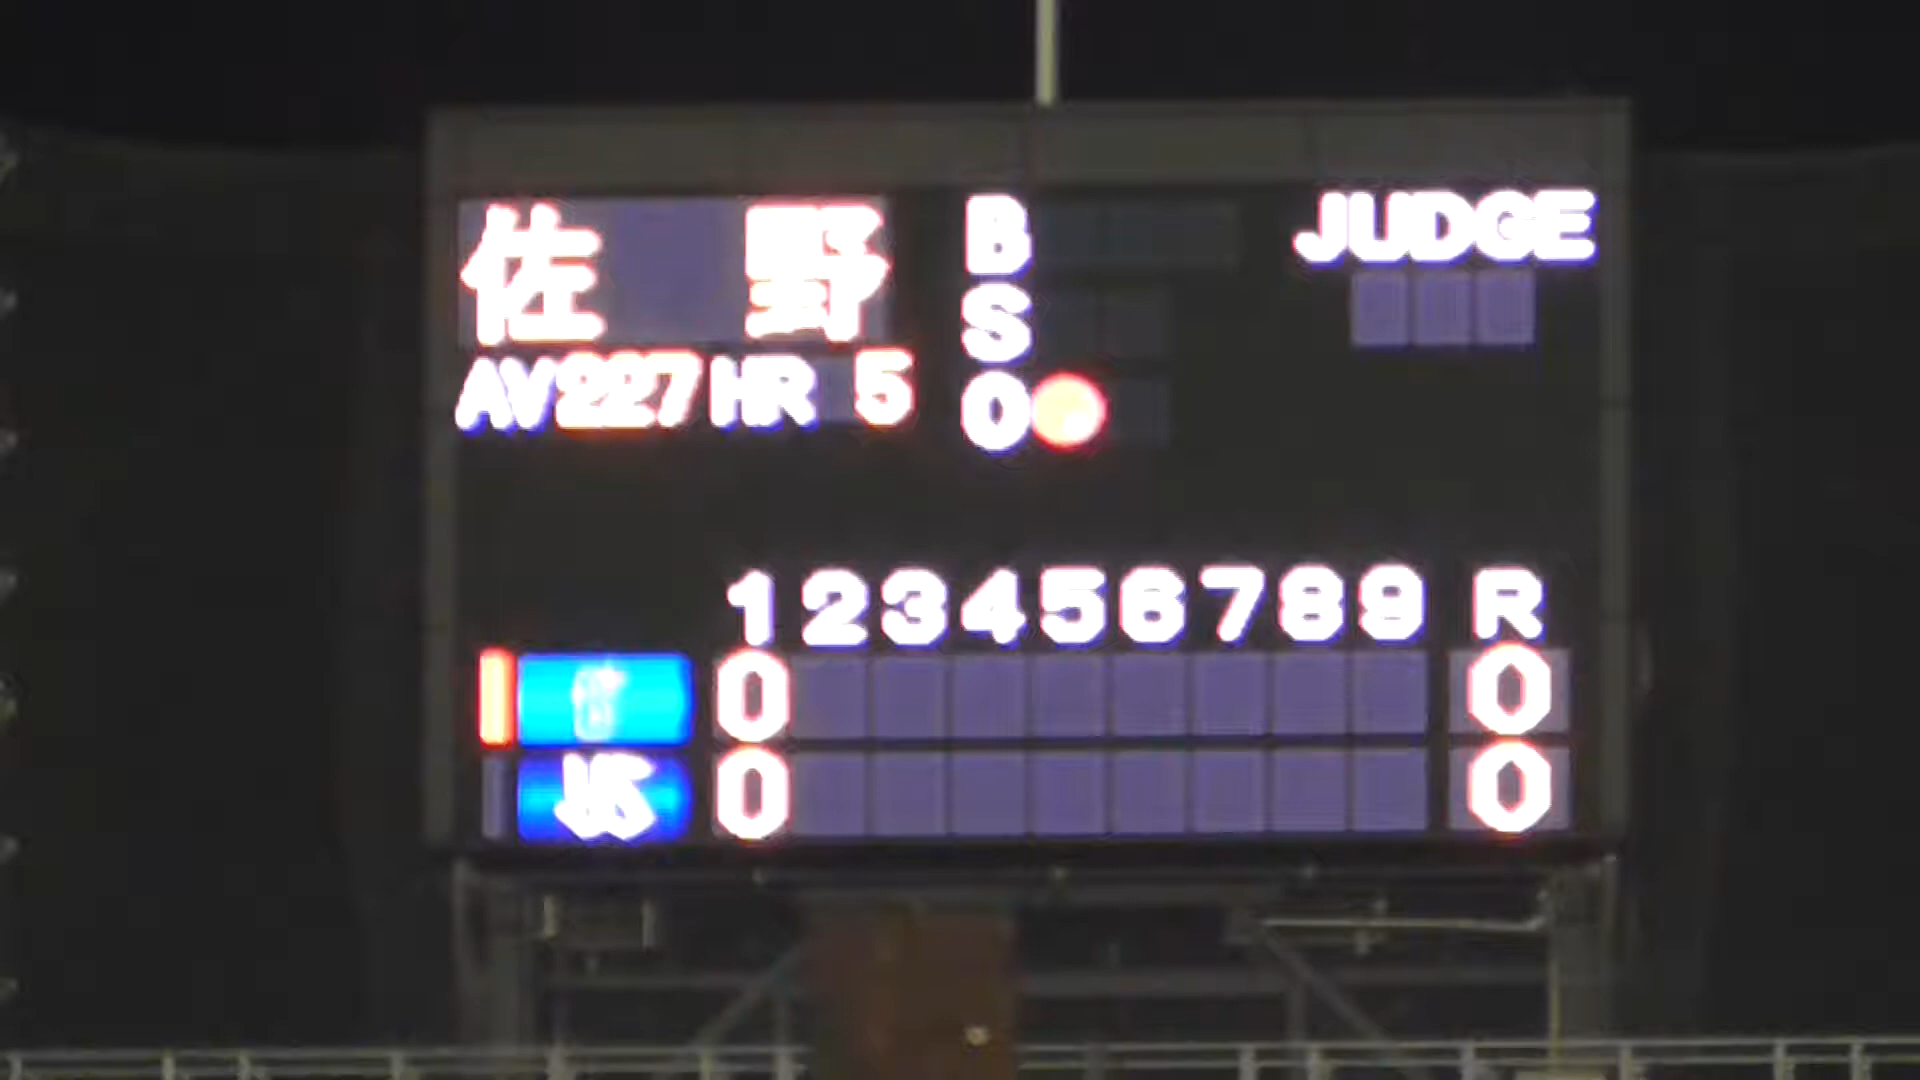 佐 野
AV227 HR 5
B
S
O
JUDGE
1 2 3 4 5 6 7 8 9 R
0 0
0 0